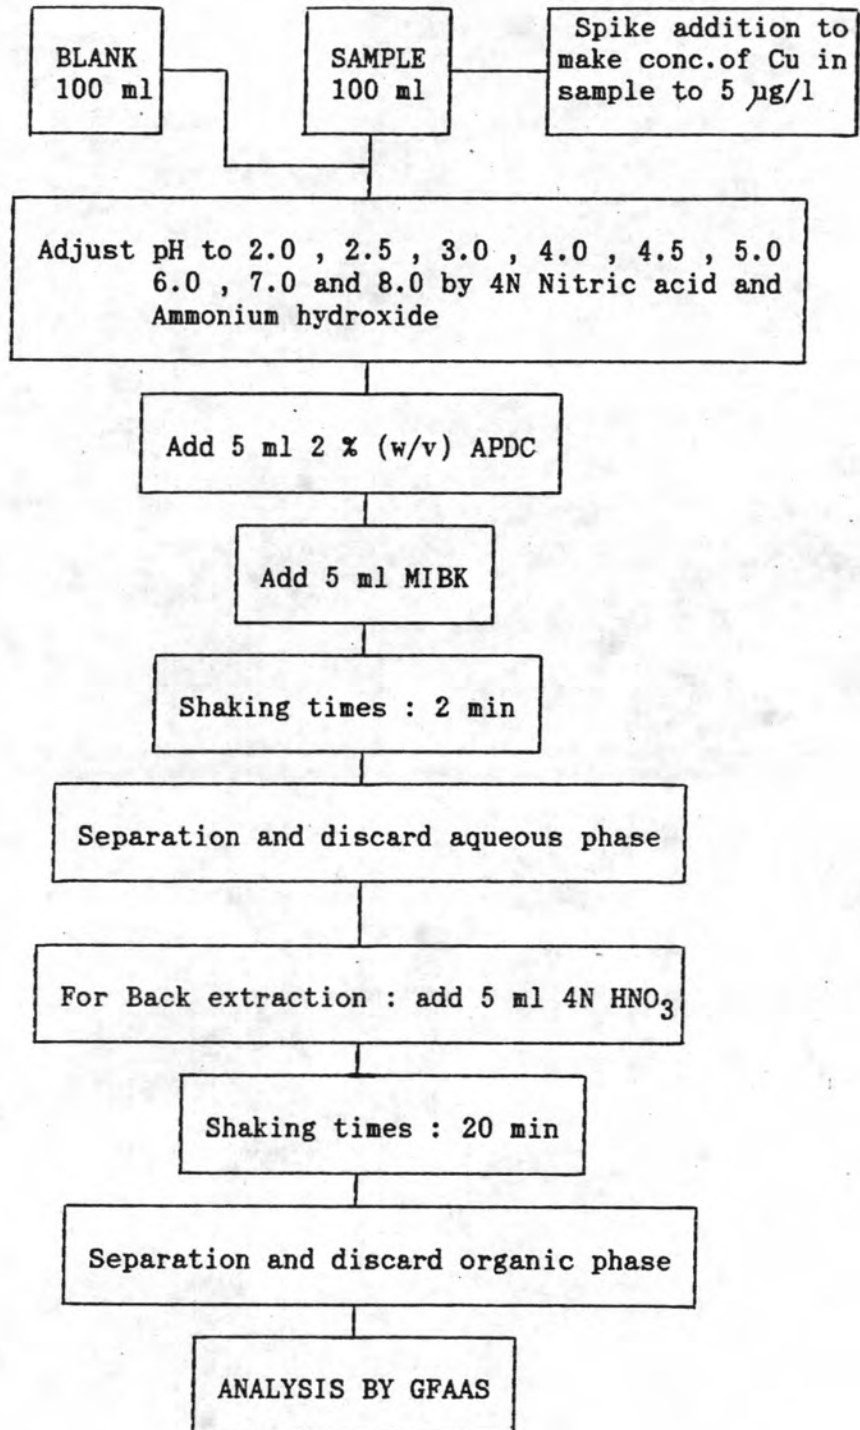 BLANK
100 ml
SAMPLE
100 ml
Spike addition to
make conc.of Cu in
sample to 5 µg/l
Adjust pH to 2.0 , 2.5 , 3.0 , 4.0 , 4.5 , 5.0
6.0 , 7.0 and 8.0 by 4N Nitric acid and
Ammonium hydroxide
Add 5 ml 2 % (w/v) APDC
Add 5 ml MIBK
Shaking times : 2 min
Separation and discard aqueous phase
For Back extraction : add 5 ml 4N HNO3
Shaking times : 20 min
Separation and discard organic phase
ANALYSIS BY GFAAS